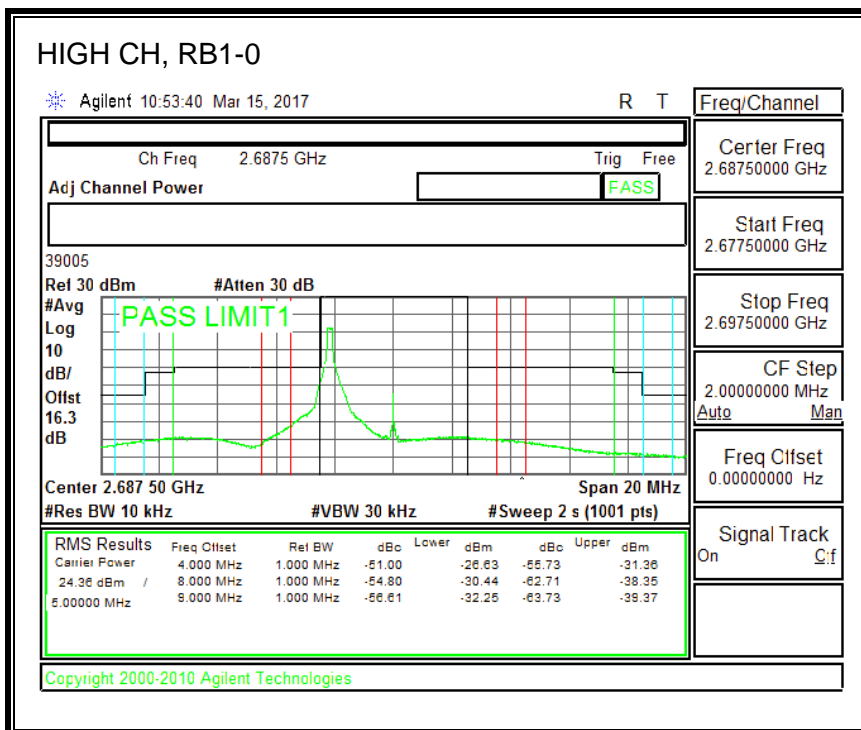 HIGH CH, RB1-0
Agilent 10:53:40 Mar 15, 2017 R T
Ch Freq 2.6875 GHz Trig Free
Adj Channel Power PASS
39005
Ref 30 dBm #Atten 30 dB
#Avg
Log
10
dB/
Offst
16.3
dB
PASS LIMIT1
Center 2.687 50 GHz Span 20 MHz
#Res BW 10 kHz #VBW 30 kHz #Sweep 2 s (1001 pts)
RMS Results Freq Offset Ref BW dBc Lower dBm dBc Upper dBm
Carrier Power 4.000 MHz 1.000 MHz -51.00 -26.63 -55.73 -31.36
24.36 dBm / 8.000 MHz 1.000 MHz -54.80 -30.44 -62.71 -38.35
5.00000 MHz 9.000 MHz 1.000 MHz -56.61 -32.25 -63.73 -39.37
Copyright 2000-2010 Agilent Technologies
Freq/Channel
Center Freq
2.68750000 GHz
Start Freq
2.67750000 GHz
Stop Freq
2.69750000 GHz
CF Step
2.00000000 MHz
Auto Man
Freq Offset
0.00000000 Hz
Signal Track
On Off